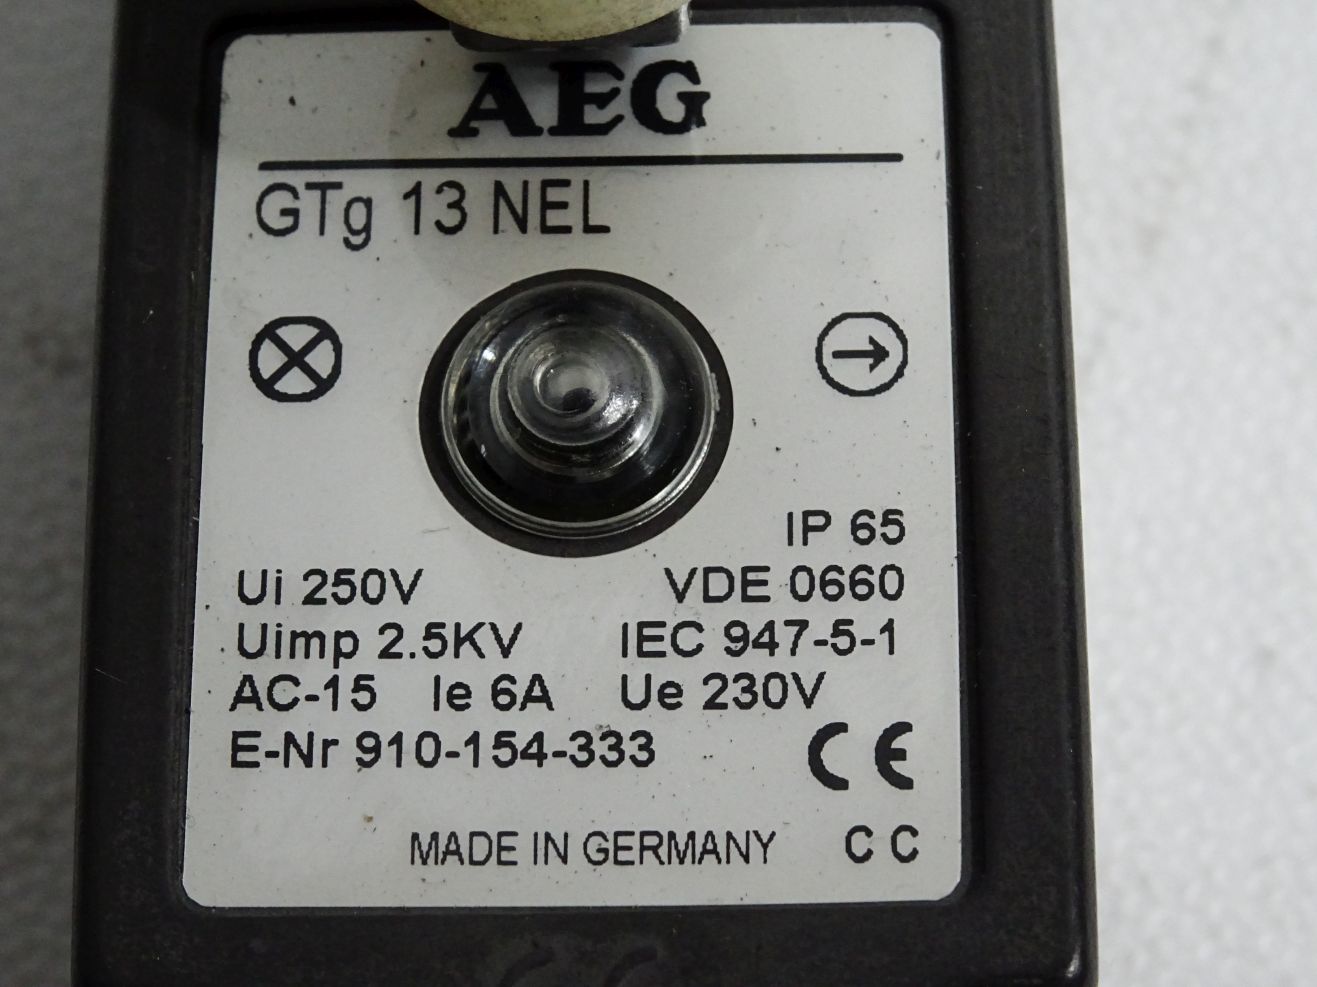 AEG
GTg 13 NEL
IP 65
Ui 250V VDE 0660
Uimp 2.5KV IEC 947-5-1
AC-15 Ie 6A Ue 230V
E-Nr 910-154-333
CE
MADE IN GERMANY C C